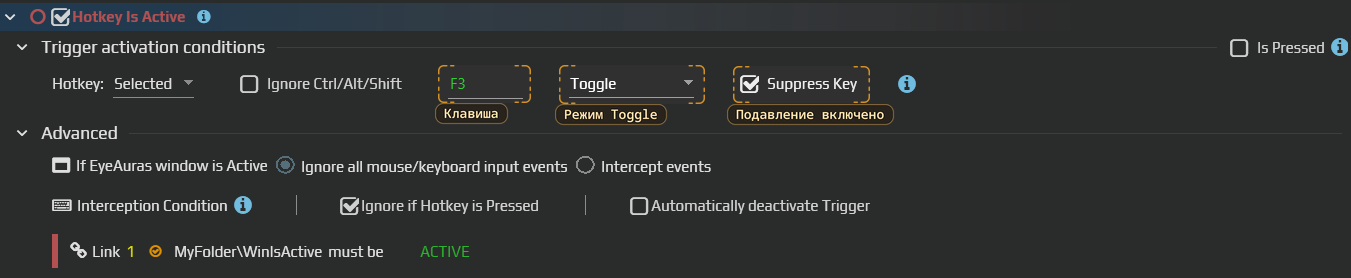 Hotkey Is Active
Trigger activation conditions Is Pressed
Hotkey: Selected Ignore Ctrl/Alt/Shift F3 Toggle Suppress Key
Клавиша Режим Toggle Подавление включено
Advanced
If EyeAuras window is Active Ignore all mouse/keyboard input events Intercept events
Interception Condition Ignore if Hotkey is Pressed Automatically deactivate Trigger
Link 1 MyFolder\WinIsActive must be ACTIVE